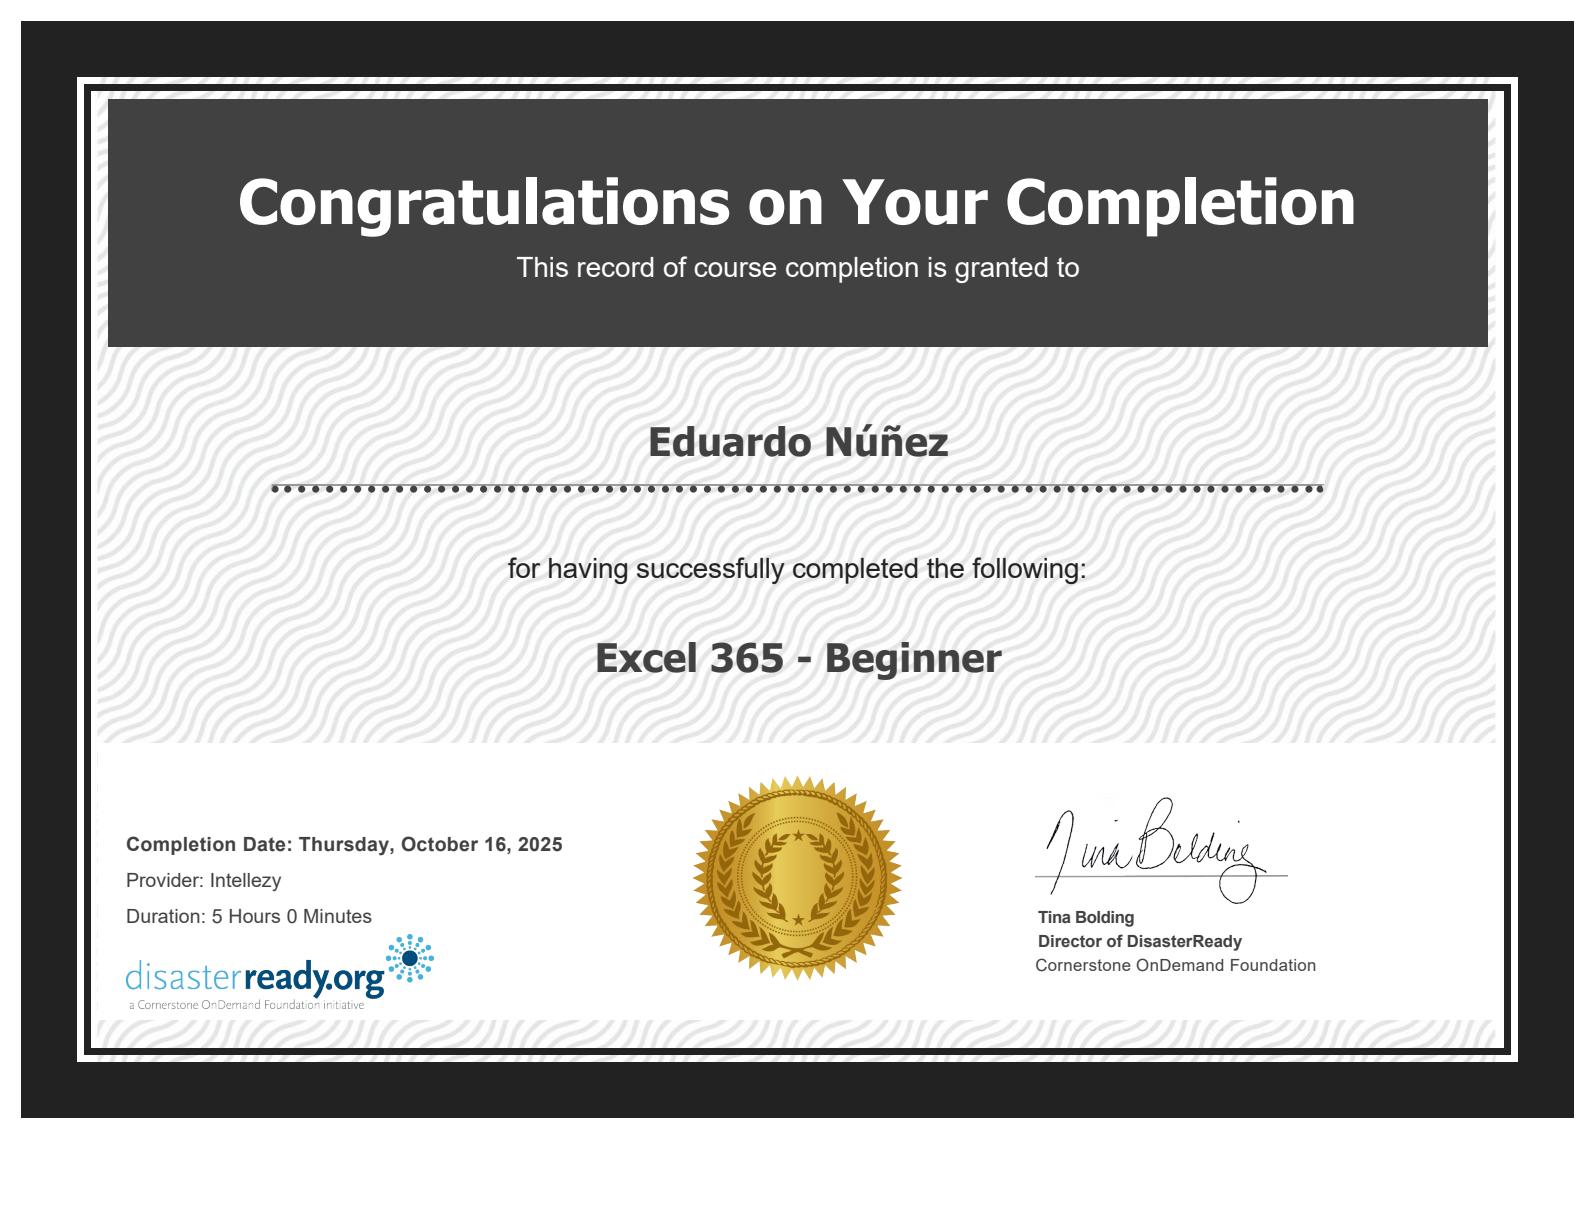 Congratulations on Your Completion
This record of course completion is granted to
Eduardo Núñez
for having successfully completed the following:
Excel 365 - Beginner
Completion Date: Thursday, October 16, 2025
Provider: Intellezy
Duration: 5 Hours 0 Minutes
disasterready.org
a Cornerstone OnDemand Foundation initiative
Tina Bolding
Tina Bolding
Director of DisasterReady
Cornerstone OnDemand Foundation